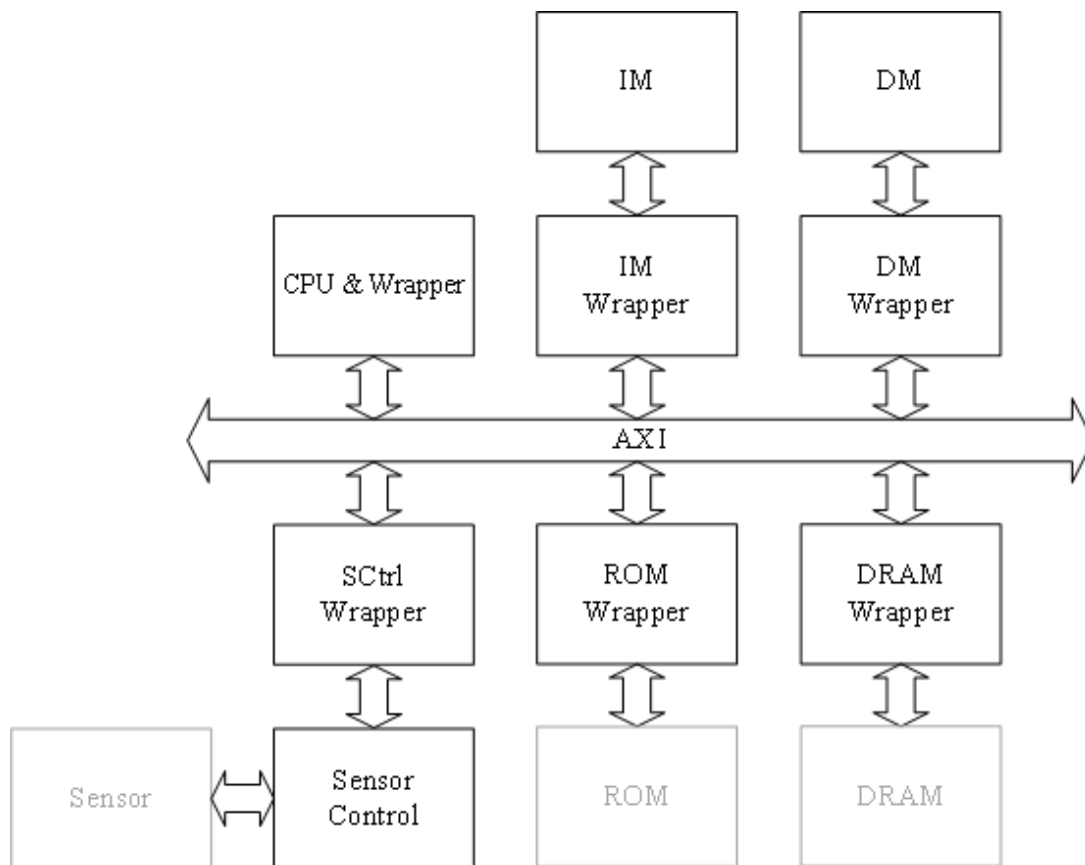 IM
DM
CPU & Wrapper
IM
Wrapper
DM
Wrapper
AXI
SCtrl
Wrapper
ROM
Wrapper
DRAM
Wrapper
Sensor
Sensor
Control
ROM
DRAM